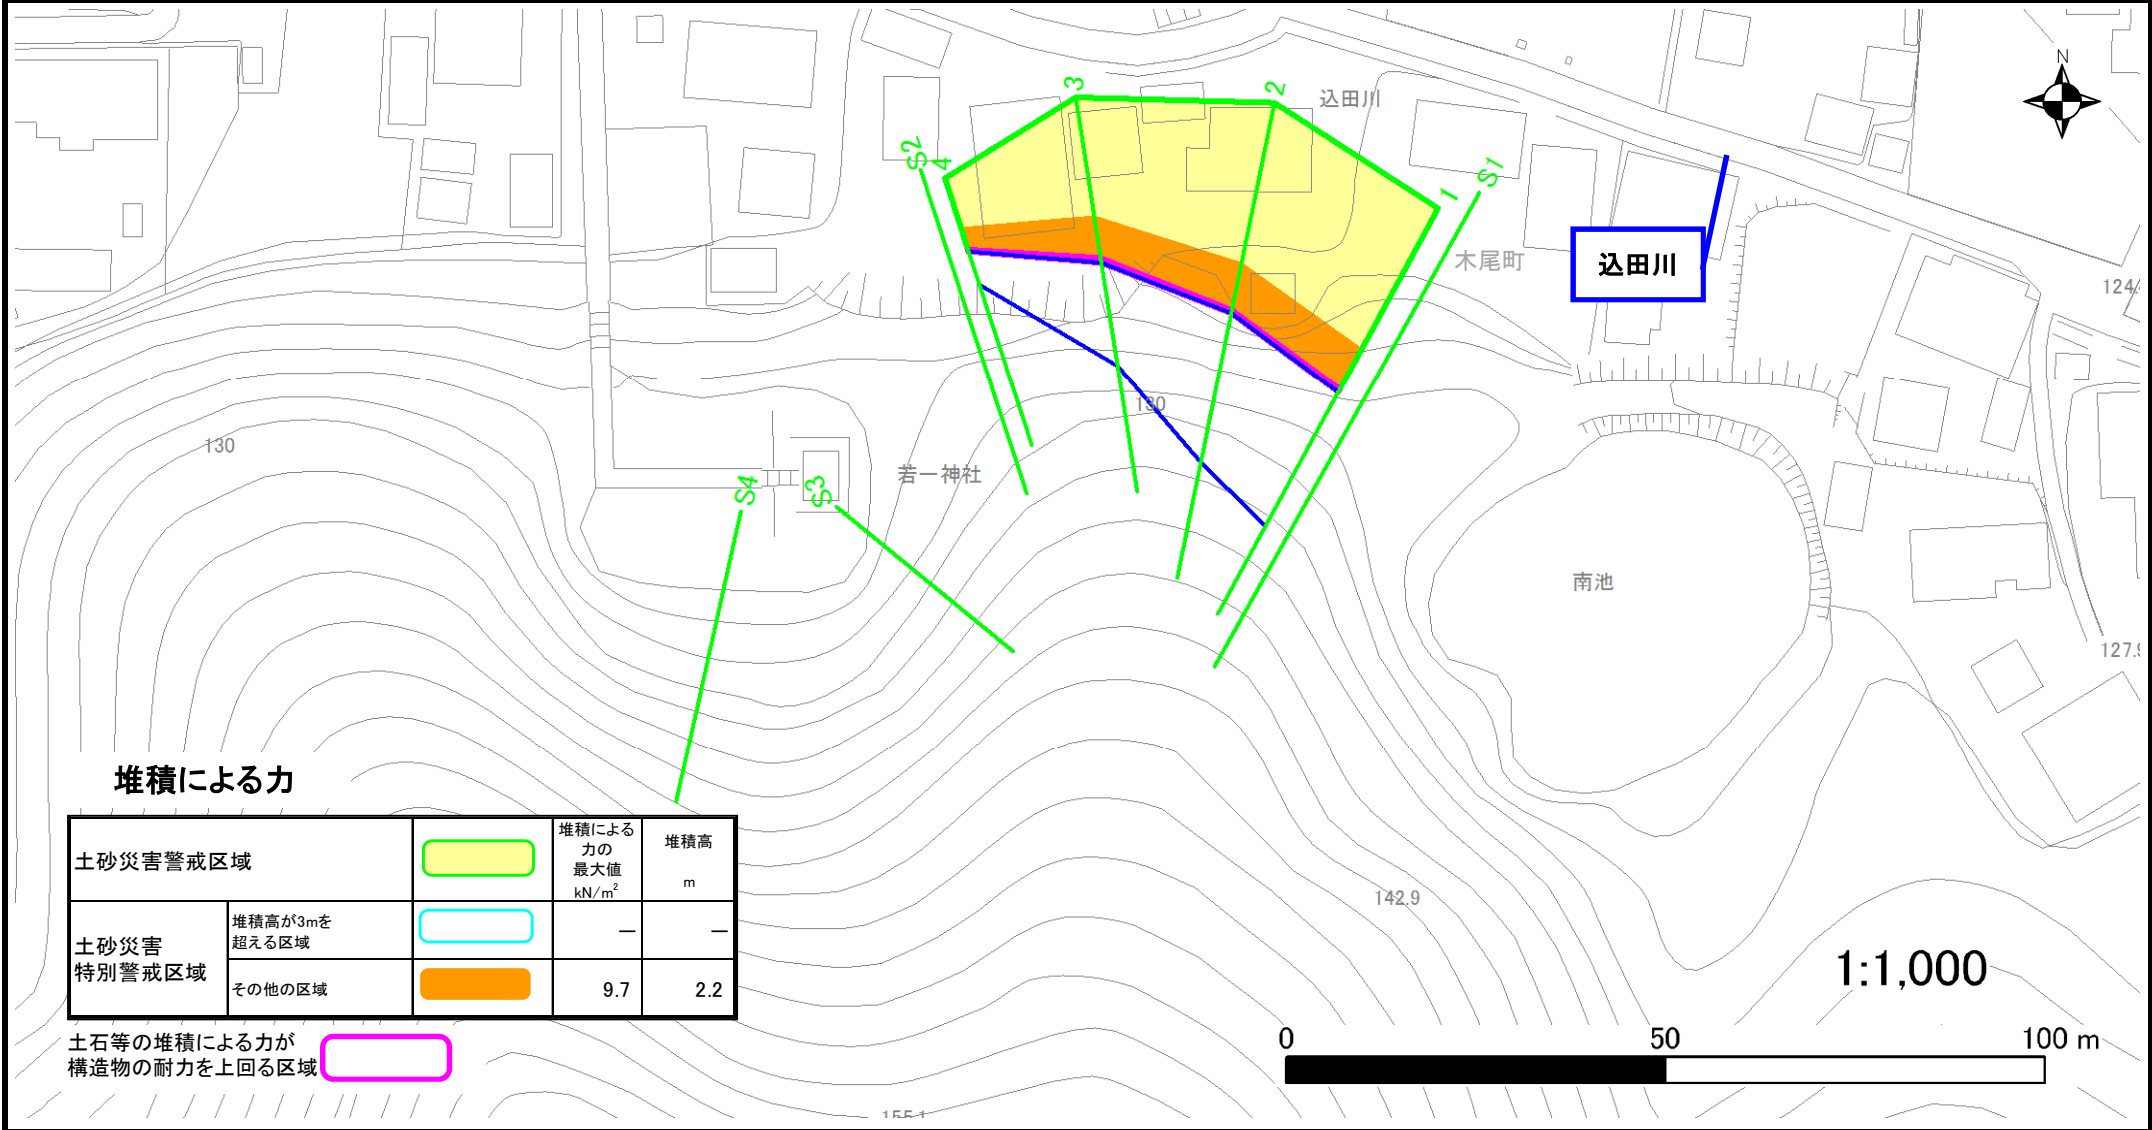 N
3
2
込田川
S2
4
1
S1
木尾町
込田川
124.
130
130
若一神社
S4
S3
南池
127.9
142.9
155.1
堆積による力
土砂災害警戒区域
堆積による
力の
最大値
kN/m²
堆積高
m
土砂災害
特別警戒区域
堆積高が3mを
超える区域
－
－
その他の区域
9.7
2.2
土石等の堆積による力が
構造物の耐力を上回る区域
1:1,000
0
50
100 m